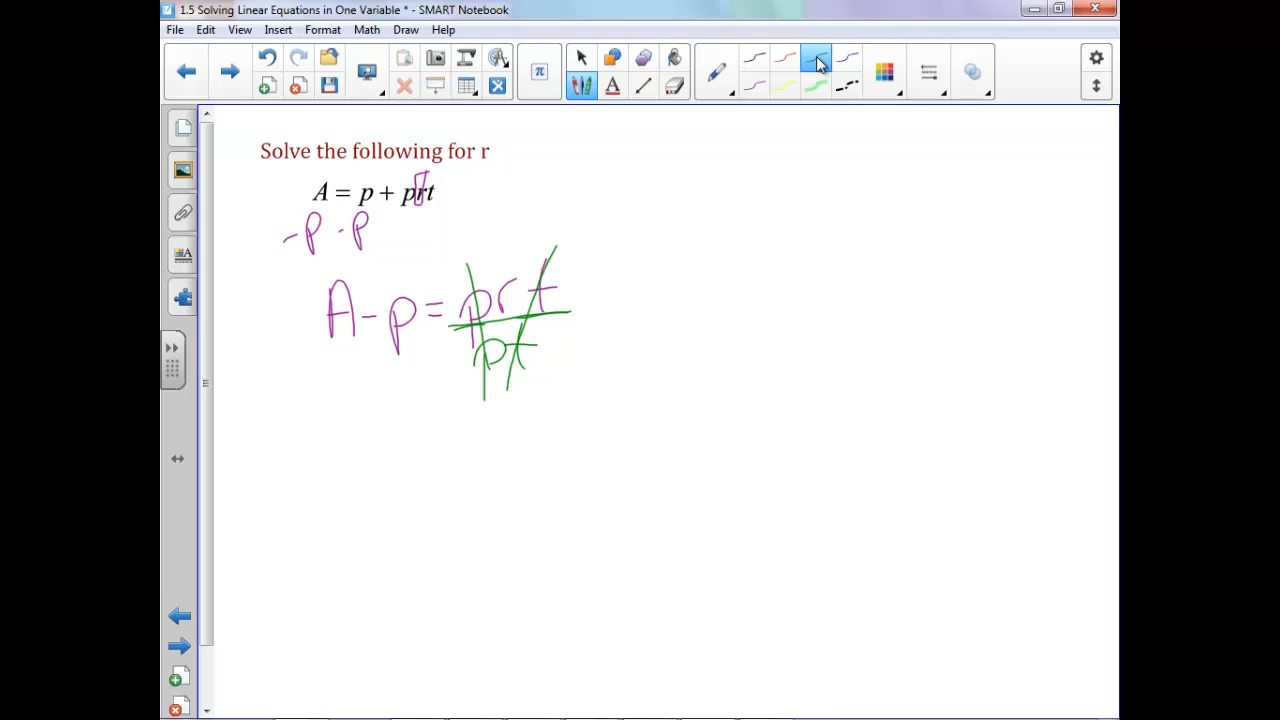 1.5 Solving Linear Equations in One Variable * - SMART Notebook
File Edit View Insert Format Math Draw Help
π
A
A
Solve the following for r
A = p + prt
-p -p
A - p = prt
pt